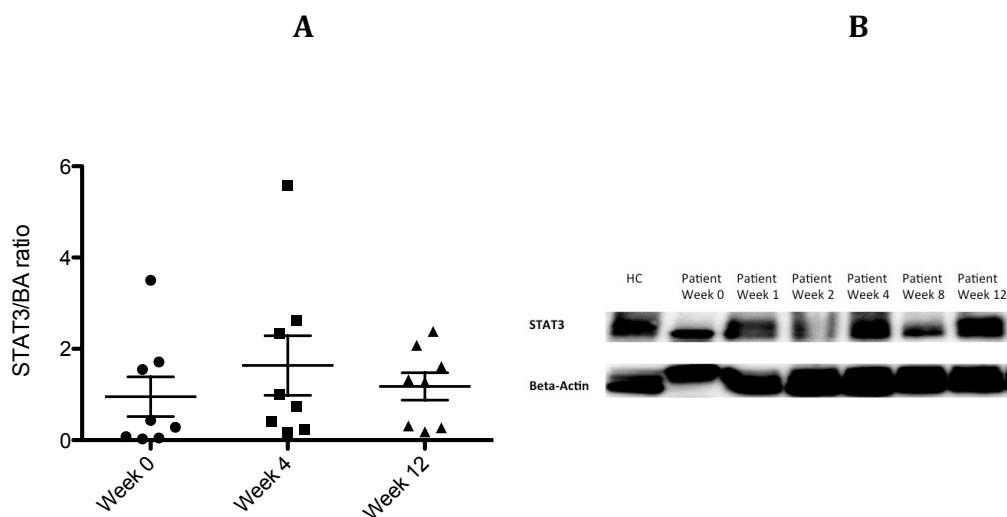 A
B
STAT3/BA ratio
6
4
2
0
Week 0
Week 4
Week 12
HC
Patient
Week 0
Patient
Week 1
Patient
Week 2
Patient
Week 4
Patient
Week 8
Patient
Week 12
STAT3
Beta-Actin